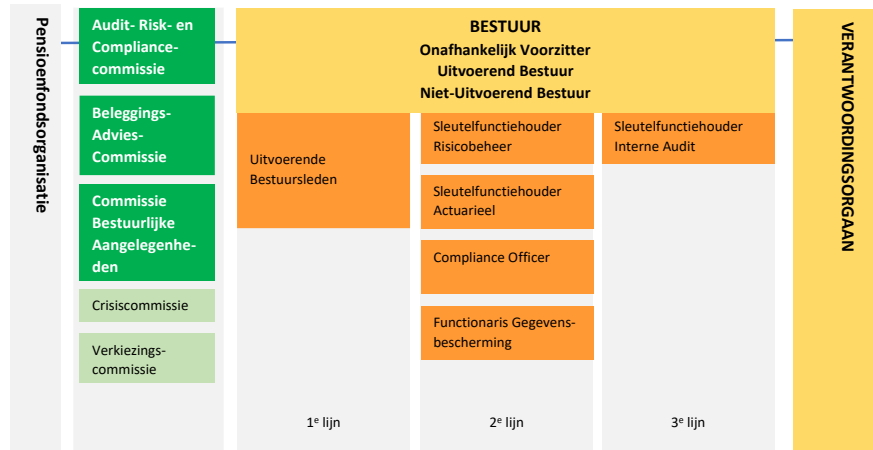 Pensioenfondsorganisatie
Audit- Risk- en
Compliance-
commissie
Beleggings-
Advies-
Commissie
Commissie
Bestuurlijke
Aangelegenhe-
den
Crisiscommissie
Verkiezings-
commissie
BESTUUR
Onafhankelijk Voorzitter
Uitvoerend Bestuur
Niet-Uitvoerend Bestuur
Uitvoerende
Bestuursleden
1e lijn
Sleutelfunctiehouder
Risicobeheer
Sleutelfunctiehouder
Actuarieel
Compliance Officer
Functionaris Gegevens-
bescherming
2e lijn
Sleutelfunctiehouder
Interne Audit
3e lijn
VERANTWOORDINGSORGAAN